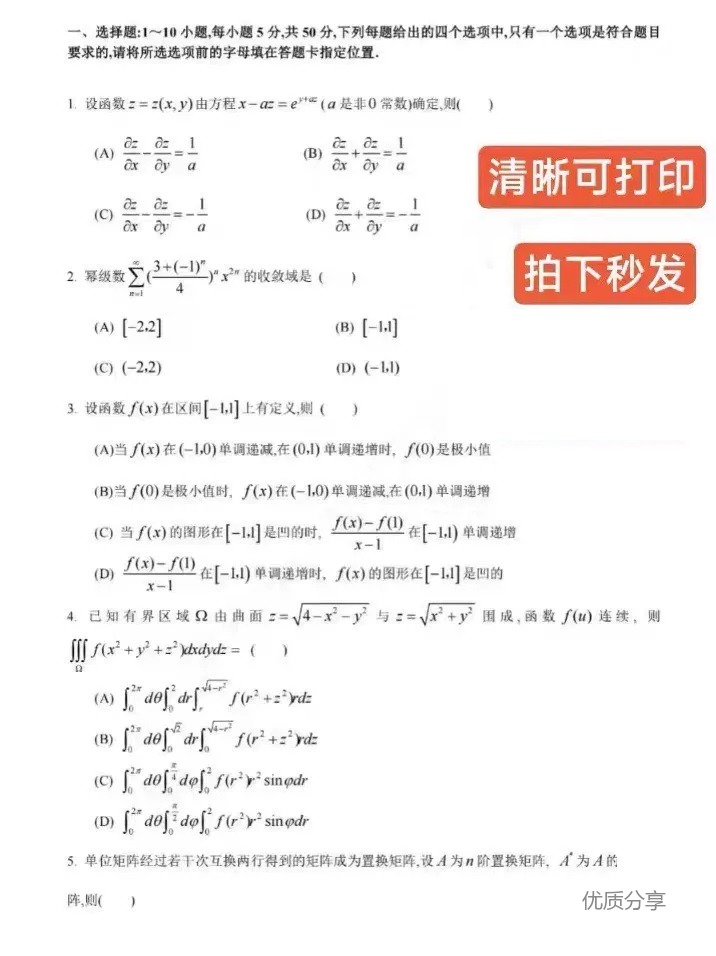 一、选择题:1～10 小题,每小题 5 分,共 50 分,下列每题给出的四个选项中,只有一个选项是符合题目
要求的,请将所选选项前的字母填在答题卡指定位置.
1. 设函数 z = z(x, y) 由方程 x − az = e^{y+az} ( a 是非0 常数)确定,则(　　)
(A) ∂z/∂x − ∂z/∂y = 1/a　(B) ∂z/∂x + ∂z/∂y = 1/a
清晰可打印
(C) ∂z/∂x − ∂z/∂y = −1/a　(D) ∂z/∂x + ∂z/∂y = −1/a
拍下秒发
2. 幂级数 ∑_{n=1}^{∞} ((3+(−1)^n)/4)^n x^{2n} 的收敛域是 (　　)
(A) [−2,2]　(B) [−1,1]
(C) (−2,2)　(D) (−1,1)
3. 设函数 f(x) 在区间 [−1,1] 上有定义,则 (　　)
(A)当 f(x) 在 (−1,0) 单调递减,在 (0,1) 单调递增时, f(0) 是极小值
(B)当 f(0) 是极小值时, f(x) 在 (−1,0) 单调递减,在 (0,1) 单调递增
(C) 当 f(x) 的图形在 [−1,1] 是凹的时, (f(x)−f(1))/(x−1) 在 [−1,1) 单调递增
(D) (f(x)−f(1))/(x−1) 在 [−1,1) 单调递增时, f(x) 的图形在 [−1,1] 是凹的
4. 已知有界区域 Ω 由曲面 z = √(4−x²−y²) 与 z = √(x²+y²) 围成,函数 f(u) 连续, 则
∭_Ω f(x²+y²+z²)dxdydz = (　　)
(A) ∫_0^{2π} dθ∫_0^2 dr∫_r^{√(4−r²)} f(r²+z²)rdz
(B) ∫_0^{2π} dθ∫_0^{√2} dr∫_0^{√(4−r²)} f(r²+z²)rdz
(C) ∫_0^{2π} dθ∫_0^{π/4} dφ∫_0^2 f(r²)r² sinφdr
(D) ∫_0^{2π} dθ∫_0^{π/2} dφ∫_0^2 f(r²)r² sinφdr
5. 单位矩阵经过若干次互换两行得到的矩阵成为置换矩阵,设 A 为 n 阶置换矩阵, A* 为 A 的
阵,则(　　)
优质分享